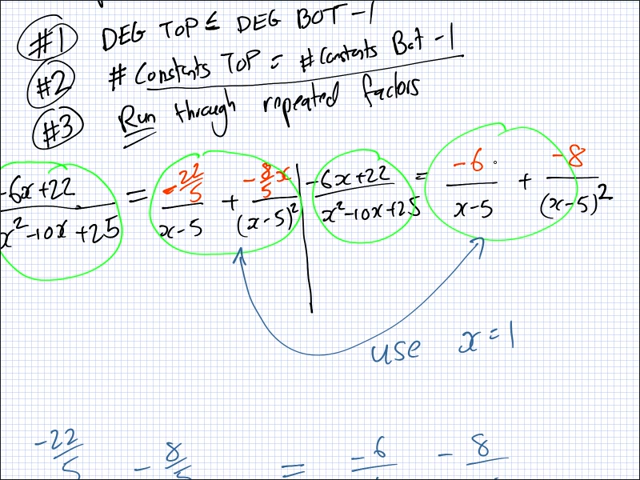 #1 DEG TOP ≤ DEG BOT -1
#2 # Constants TOP = # Constants Bot -1
#3 Run through repeated factors
-6x+22 / x²-10x+25 = -22/5 / x-5 + -8/5 x / (x-5)² | -6x+22 / x²-10x+25 = -6 / x-5 + -8 / (x-5)²
use x=1
-22/5 - 8/5 = -6 - 8